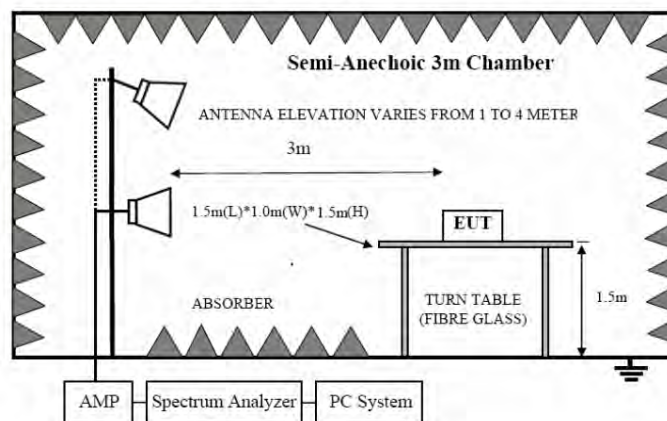 Semi-Anechoic 3m Chamber
ANTENNA ELEVATION VARIES FROM 1 TO 4 METER
3m
1.5m(L)*1.0m(W)*1.5m(H)
EUT
ABSORBER
TURN TABLE
(FIBRE GLASS)
1.5m
AMP
Spectrum Analyzer
PC System